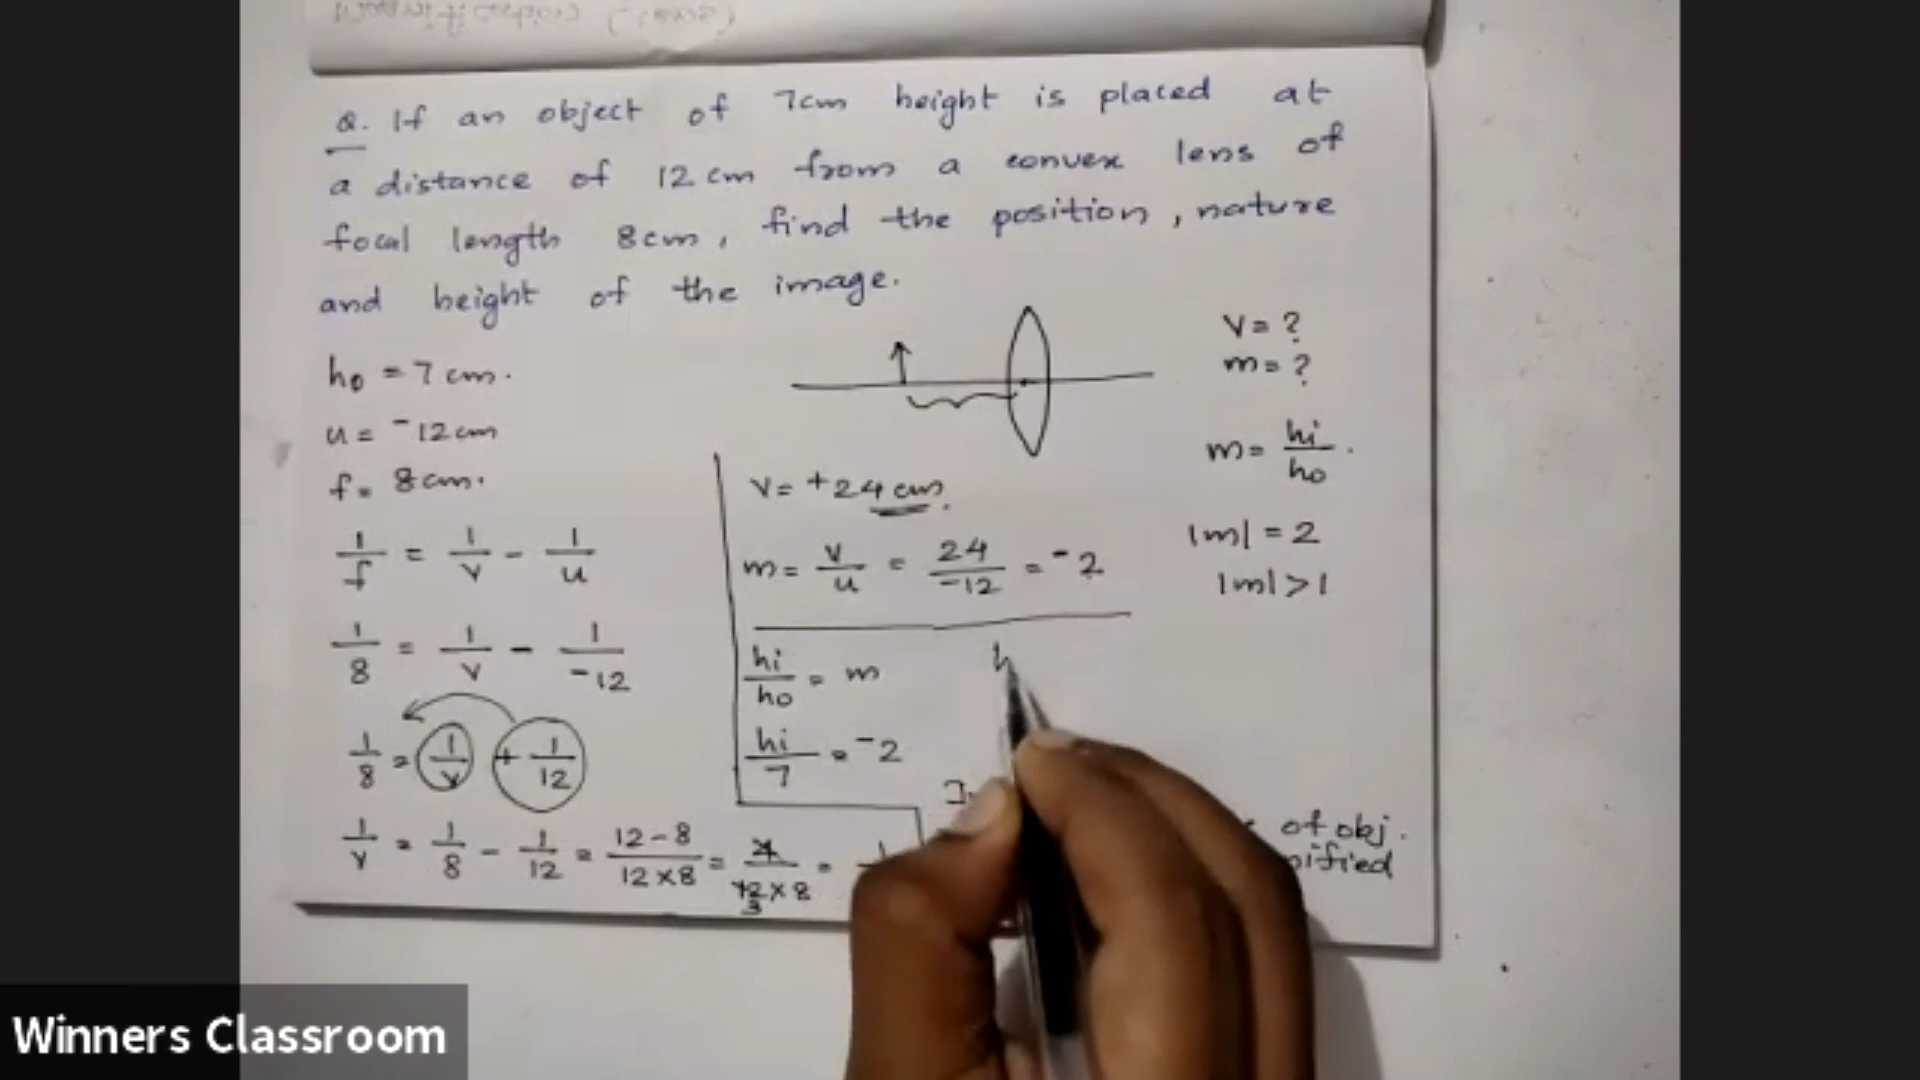 Q. If an object of 7cm height is placed at
a distance of 12 cm from a convex lens of
focal length 8cm, find the position, nature
and height of the image.
h₀ = 7 cm.
u = -12cm
f = 8cm.
1/f = 1/v - 1/u
1/8 = 1/v - 1/-12
1/8 = 1/v + 1/12
1/v = 1/8 - 1/12 = 12-8/12×8 = 4/12×8 =
3
v = +24 cm.
m = v/u = 24/-12 = -2
hi/ho = m
hi/7 = -2
v = ?
m = ?
m = hi/ho.
|m| = 2
|m| > 1
of obj.
Winners Classroom